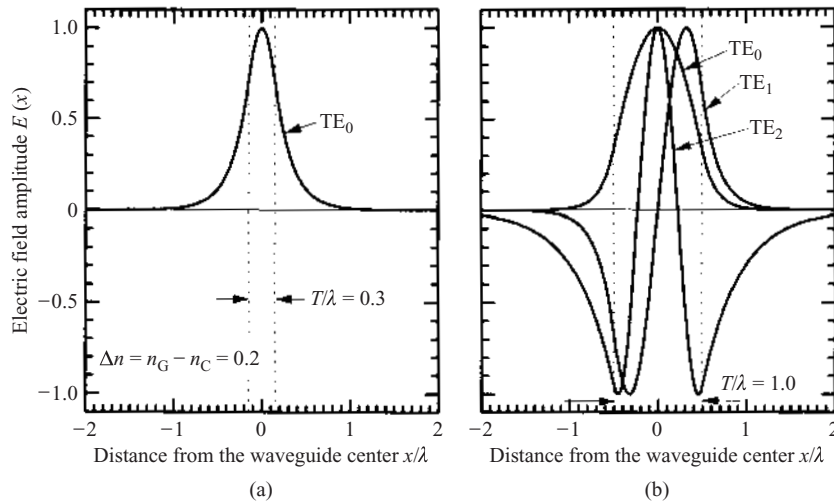 Electric field amplitude E (x)
1.0
0.5
0
−0.5
−1.0
TE0
T/λ = 0.3
Δn = nG − nC = 0.2
−2 −1 0 1 2
Distance from the waveguide center x/λ
(a)
TE0
TE1
TE2
T/λ = 1.0
−2 −1 0 1 2
Distance from the waveguide center x/λ
(b)